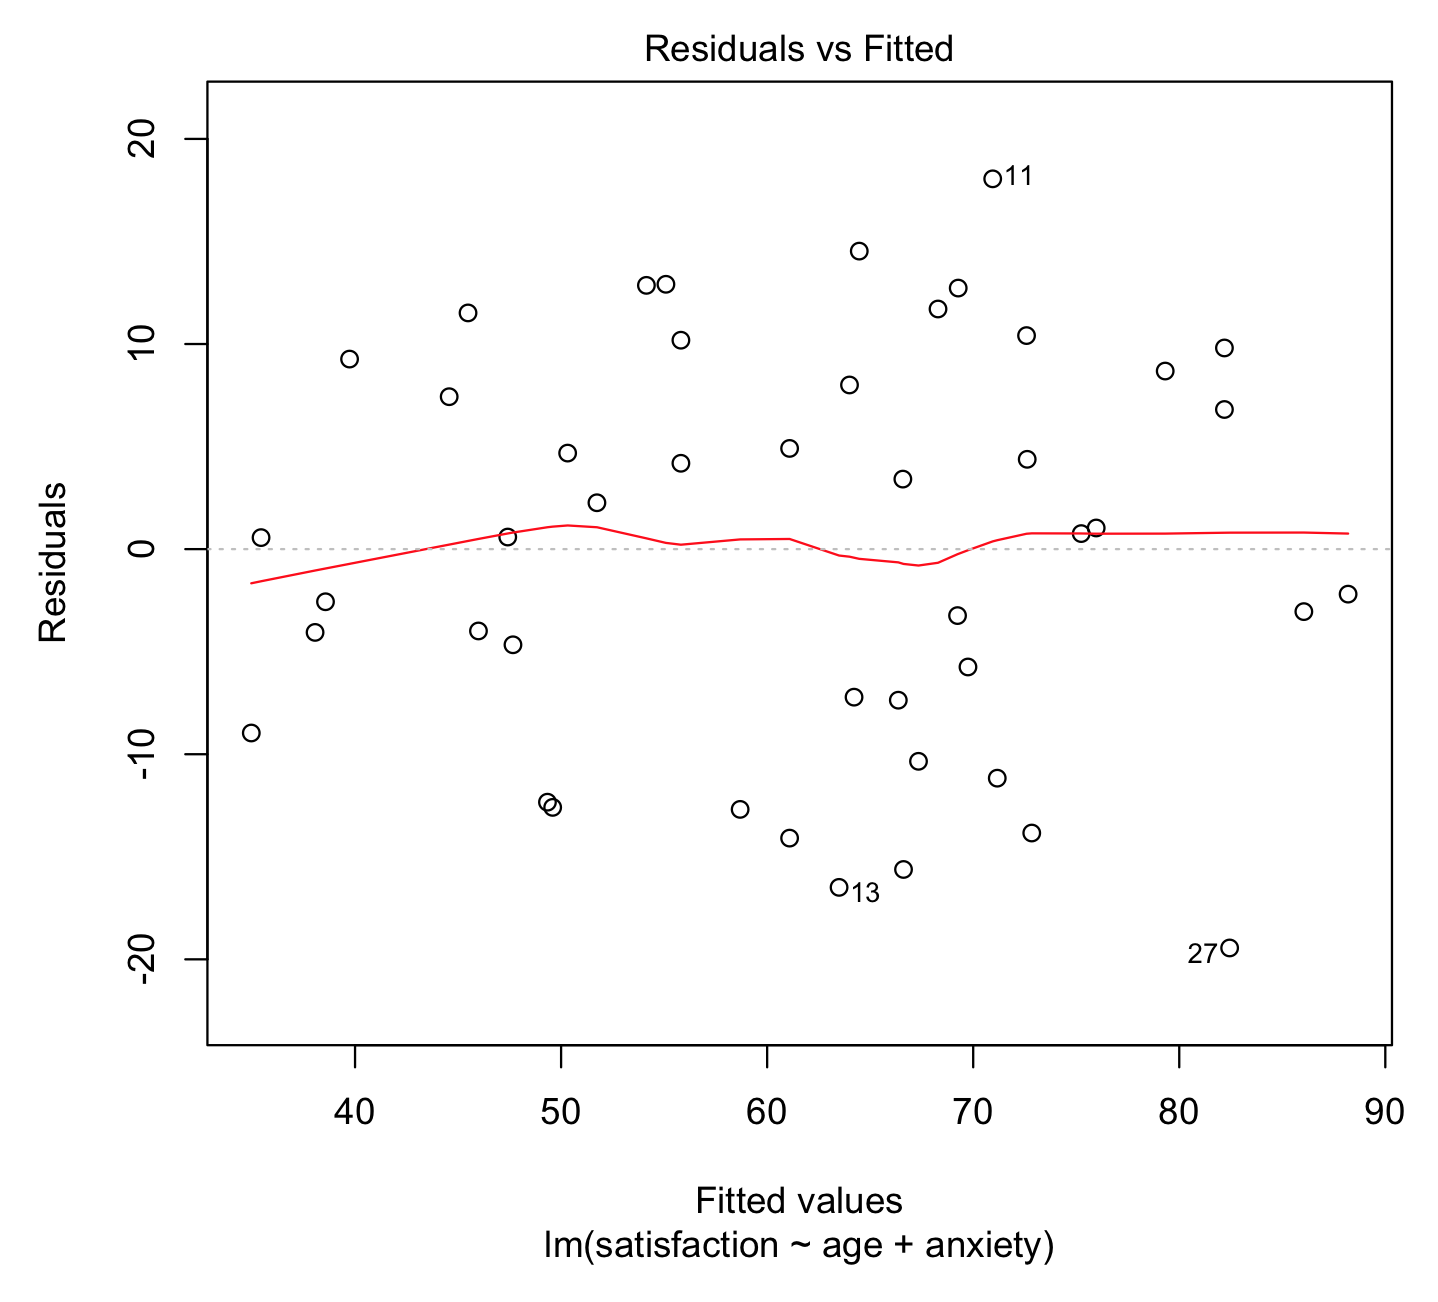 Residuals vs Fitted
20
10
0
-10
-20
Residuals
11
13
27
40 50 60 70 80 90
Fitted values
lm(satisfaction ~ age + anxiety)